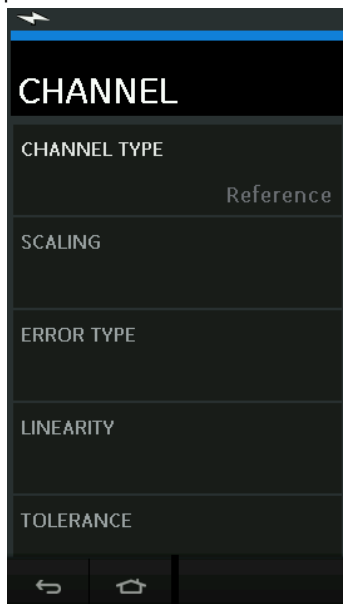 CHANNEL
CHANNEL TYPE
Reference
SCALING
ERROR TYPE
LINEARITY
TOLERANCE